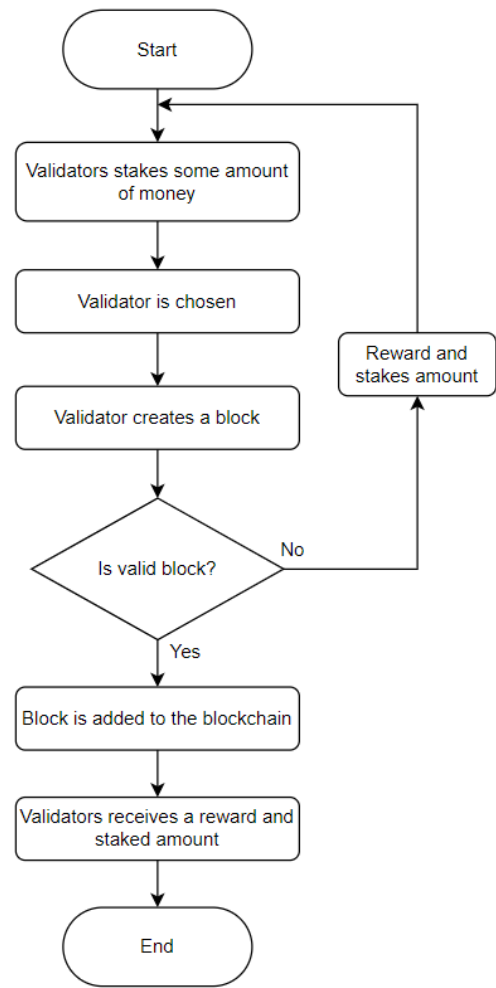 Start
Validators stakes some amount
of money
Validator is chosen
Reward and
stakes amount
Validator creates a block
No
Is valid block?
Yes
Block is added to the blockchain
Validators receives a reward and
staked amount
End